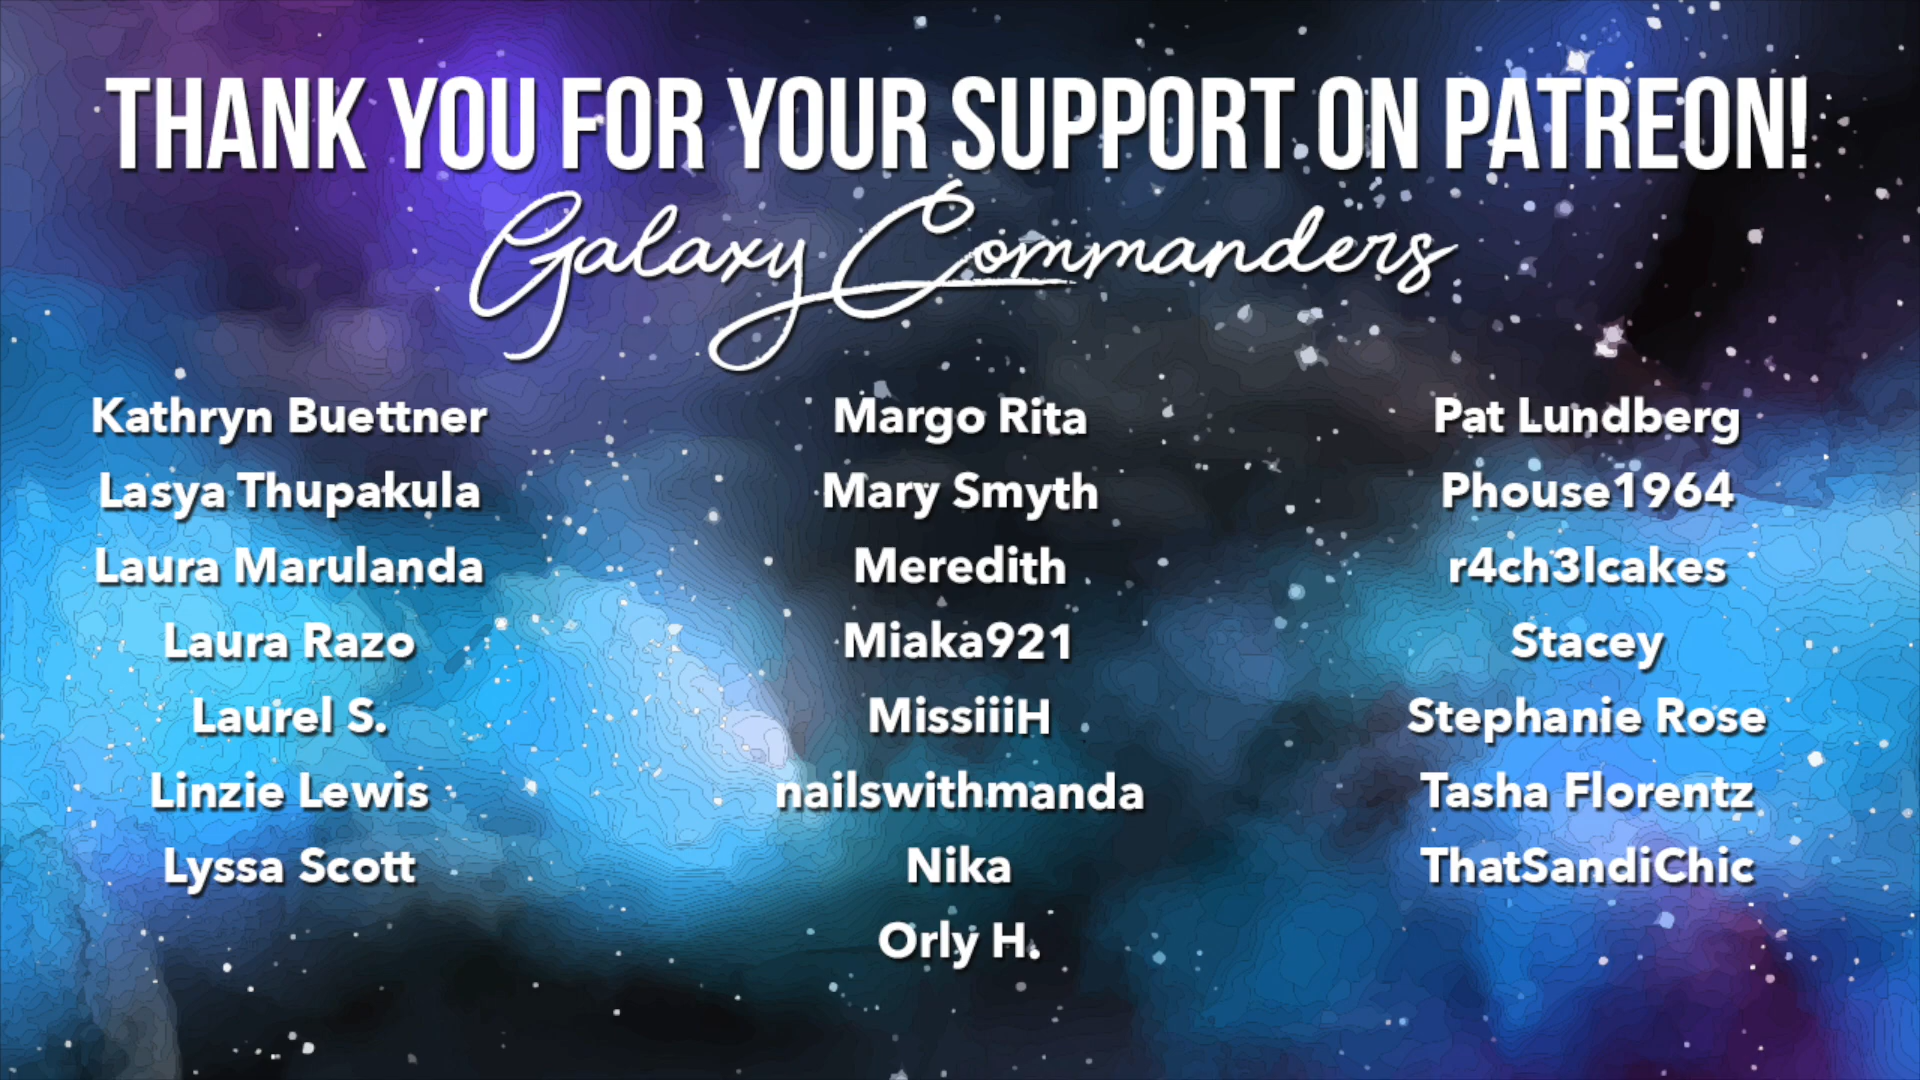 THANK YOU FOR YOUR SUPPORT ON PATREON!
Galaxy Commanders
Kathryn Buettner
Lasya Thupakula
Laura Marulanda
Laura Razo
Laurel S.
Linzie Lewis
Lyssa Scott
Margo Rita
Mary Smyth
Meredith
Miaka921
MissiiiH
nailswithmanda
Nika
Orly H.
Pat Lundberg
Phouse1964
r4ch3lcakes
Stacey
Stephanie Rose
Tasha Florentz
ThatSandiChic